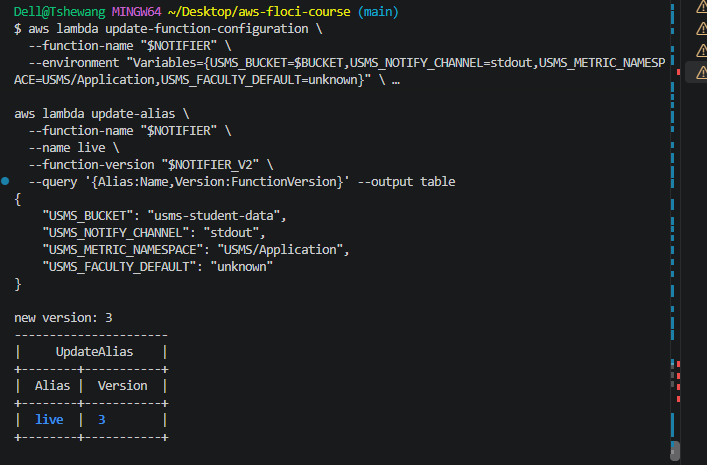 Dell@Tshewang MINGW64 ~/Desktop/aws-floci-course (main)
$ aws lambda update-function-configuration \
  --function-name "$NOTIFIER" \
  --environment "Variables={USMS_BUCKET=$BUCKET,USMS_NOTIFY_CHANNEL=stdout,USMS_METRIC_NAMESP
ACE=USMS/Application,USMS_FACULTY_DEFAULT=unknown}" \ …

aws lambda update-alias \
  --function-name "$NOTIFIER" \
  --name live \
  --function-version "$NOTIFIER_V2" \
  --query '{Alias:Name,Version:FunctionVersion}' --output table
{
    "USMS_BUCKET": "usms-student-data",
    "USMS_NOTIFY_CHANNEL": "stdout",
    "USMS_METRIC_NAMESPACE": "USMS/Application",
    "USMS_FACULTY_DEFAULT": "unknown"
}

new version: 3
----------------------
|     UpdateAlias    |
+--------+-----------+
|  Alias |  Version  |
+--------+-----------+
|  live  |  3        |
+--------+-----------+